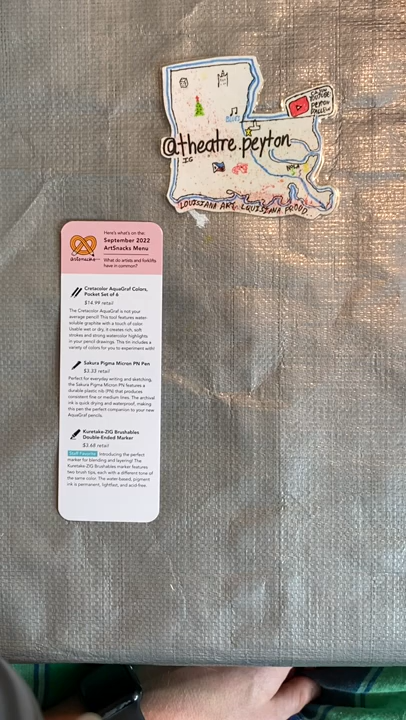 SHOW
YOUTUBE
PEYTON
@theatre.peyton
IG
LOUISIANA ART, LOUISIANA PROUD
artsnacks
Here's what's on the:
September 2022
ArtSnacks Menu
What do artists and forklifts
have in common?
Cretacolor AquaGraf Colors,
Pocket Set of 6
$14.99 retail
The Cretacolor AquaGraf is not your
average pencil! This tool features water-
soluble graphite with a touch of color.
Usable wet or dry, it creates rich, soft
strokes and strong watercolor highlights
in your pencil drawings. This tin includes a
variety of colors for you to experiment with!
Sakura Pigma Micron PN Pen
$3.33 retail
Perfect for everyday writing and sketching,
the Sakura Pigma Micron PN features a
durable plastic nib (PN) that produces
consistent fine or medium lines. The archival
ink is quick drying and waterproof, making
this pen the perfect companion to your new
AquaGraf pencils.
Kuretake-ZIG Brushables
Double-Ended Marker
$3.68 retail
Staff Favorite Introducing the perfect
marker for blending and layering! The
Kuretake-ZIG Brushables marker features
two brush tips, each with a different tone of
the same color. The water-based, pigment
ink is permanent, lightfast, and acid-free.